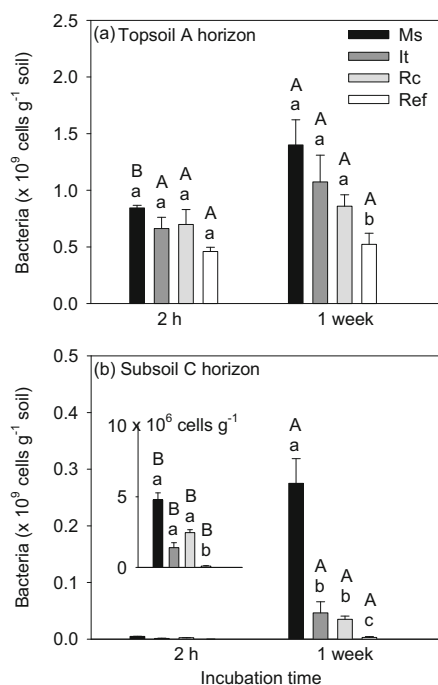 (a) Topsoil A horizon
Ms
It
Rc
Ref
Bacteria (x 10⁹ cells g⁻¹ soil)
2.5
2.0
1.5
1.0
0.5
0.0
B A A A
a a a a
A A A A
a a a b
2 h 1 week
(b) Subsoil C horizon
Bacteria (x 10⁹ cells g⁻¹ soil)
0.5
0.4
0.3
0.2
0.1
0.0
10 x 10⁶ cells g⁻¹
5
0
B B B B
a a a b
A A A A
a b b c
2 h 1 week
Incubation time